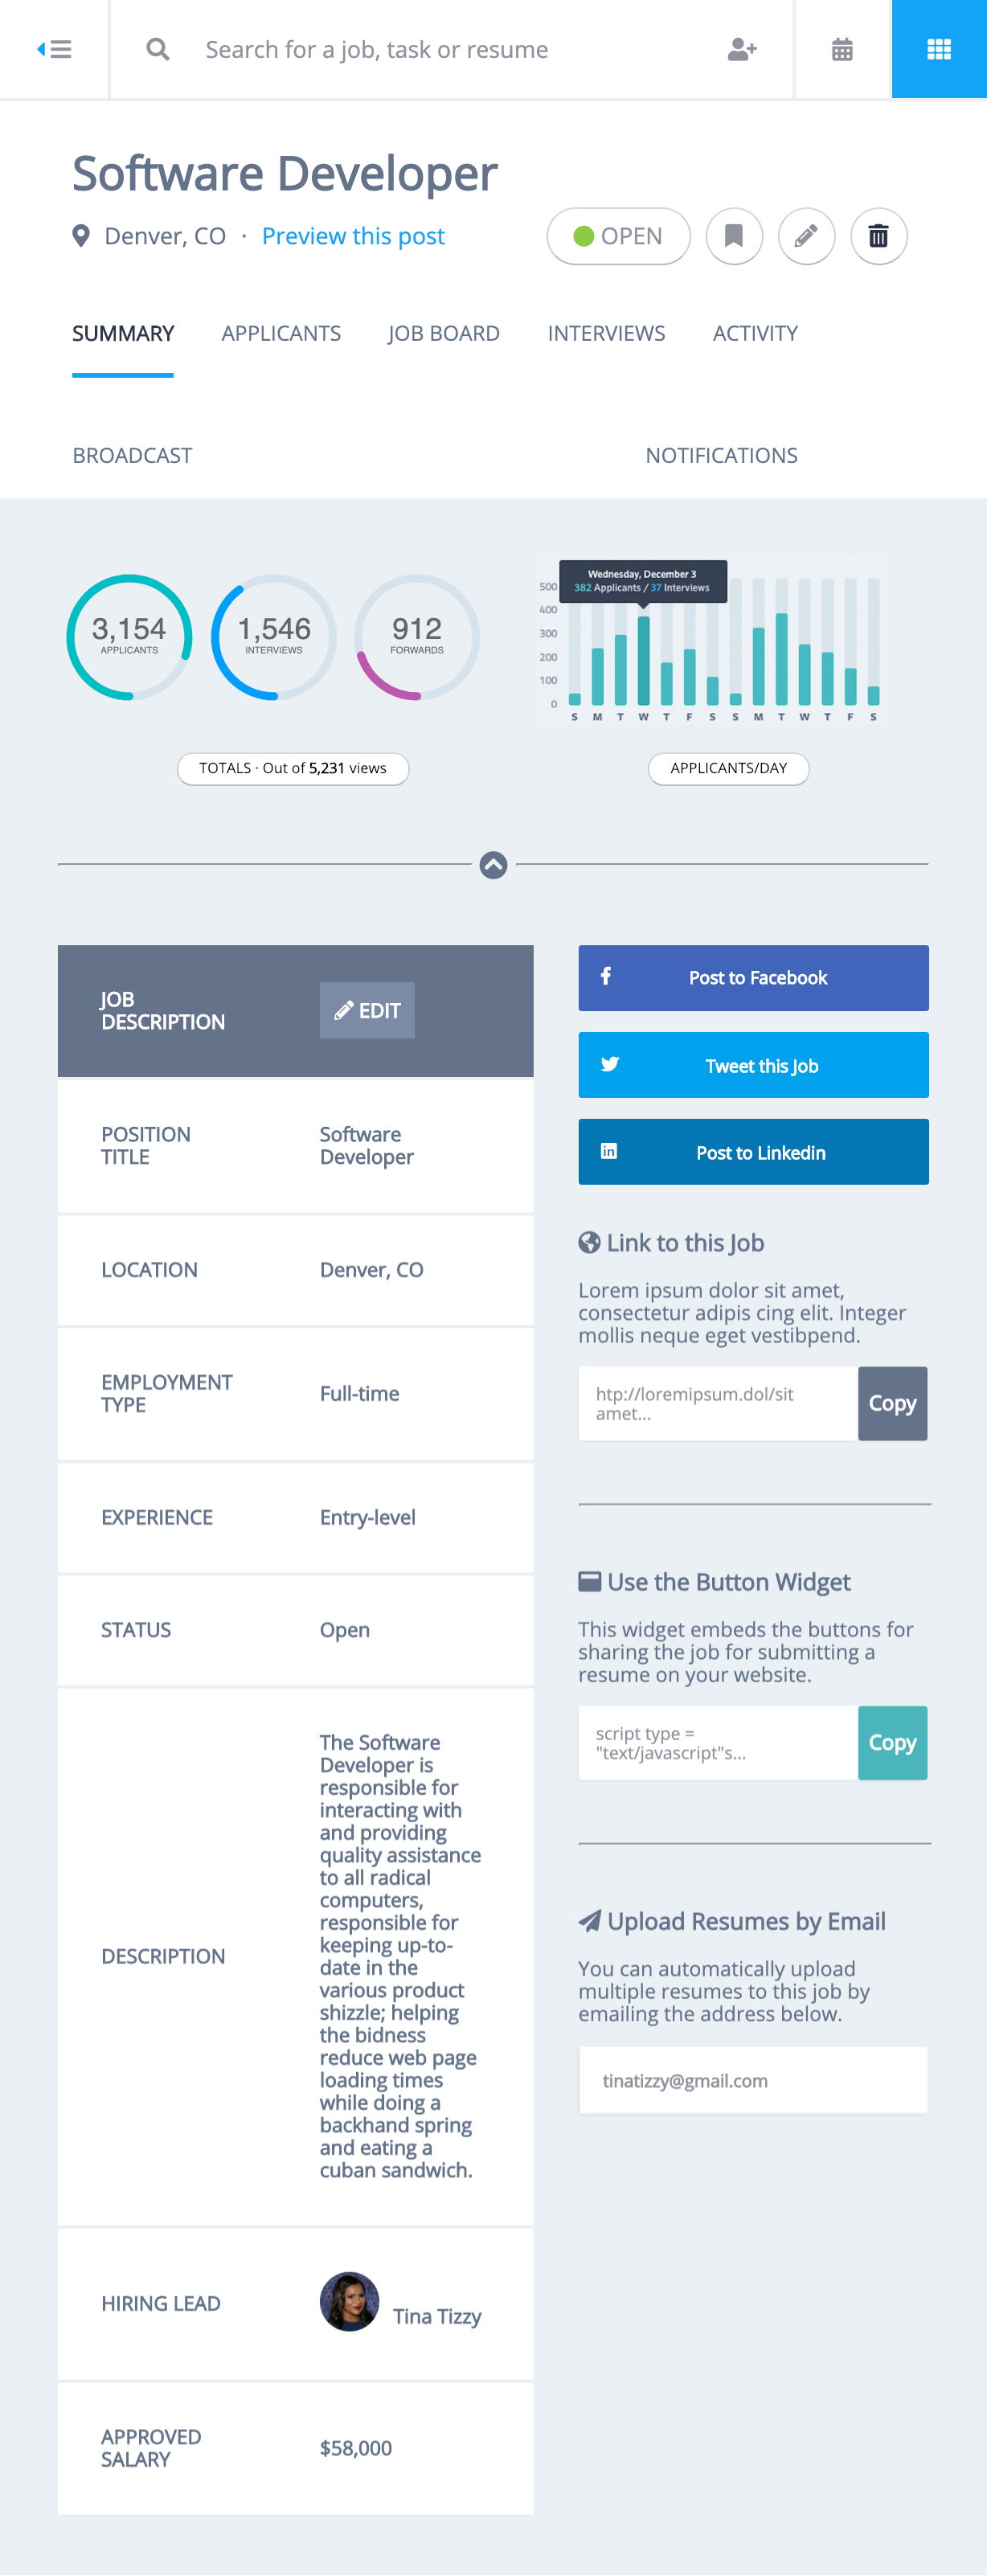 Search for a job, task or resume
Software Developer
Denver, CO · Preview this post
OPEN
SUMMARY APPLICANTS JOB BOARD INTERVIEWS ACTIVITY
BROADCAST NOTIFICATIONS
3,154
APPLICANTS
1,546
INTERVIEWS
912
FORWARDS
TOTALS · Out of 5,231 views
Wednesday, December 3
382 Applicants / 37 Interviews
500
400
300
200
100
0
S M T W T F S S M T W T F S
APPLICANTS/DAY
JOB
DESCRIPTION
EDIT
POSITION
TITLE
Software
Developer
LOCATION
Denver, CO
EMPLOYMENT
TYPE
Full-time
EXPERIENCE
Entry-level
STATUS
Open
DESCRIPTION
The Software
Developer is
responsible for
interacting with
and providing
quality assistance
to all radical
computers,
responsible for
keeping up-to-
date in the
various product
shizzle; helping
the bidness
reduce web page
loading times
while doing a
backhand spring
and eating a
cuban sandwich.
HIRING LEAD
Tina Tizzy
APPROVED
SALARY
$58,000
Post to Facebook
Tweet this Job
Post to Linkedin
Link to this Job
Lorem ipsum dolor sit amet,
consectetur adipis cing elit. Integer
mollis neque eget vestibpend.
htp://loremipsum.dol/sit
amet...
Copy
Use the Button Widget
This widget embeds the buttons for
sharing the job for submitting a
resume on your website.
script type =
"text/javascript"s...
Copy
Upload Resumes by Email
You can automatically upload
multiple resumes to this job by
emailing the address below.
tinatizzy@gmail.com